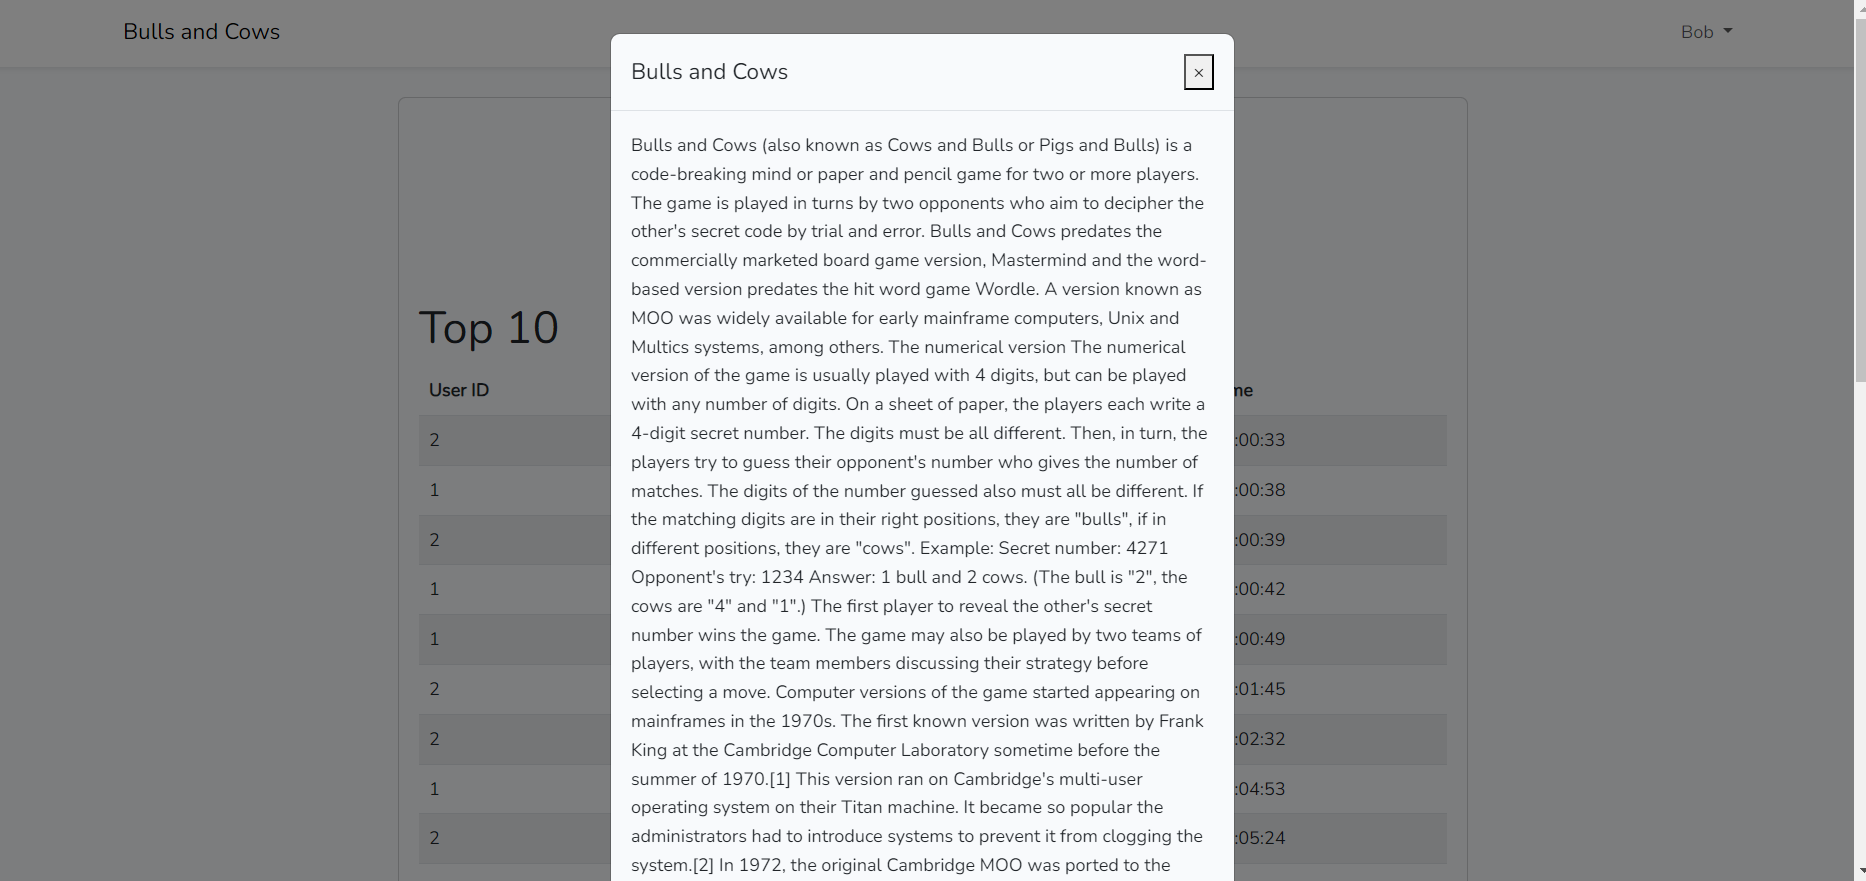 Bulls and Cows
Bob
Bulls and Cows
×
Bulls and Cows (also known as Cows and Bulls or Pigs and Bulls) is a
code-breaking mind or paper and pencil game for two or more players.
The game is played in turns by two opponents who aim to decipher the
other's secret code by trial and error. Bulls and Cows predates the
commercially marketed board game version, Mastermind and the word-
based version predates the hit word game Wordle. A version known as
MOO was widely available for early mainframe computers, Unix and
Multics systems, among others. The numerical version The numerical
version of the game is usually played with 4 digits, but can be played
with any number of digits. On a sheet of paper, the players each write a
4-digit secret number. The digits must be all different. Then, in turn, the
players try to guess their opponent's number who gives the number of
matches. The digits of the number guessed also must all be different. If
the matching digits are in their right positions, they are "bulls", if in
different positions, they are "cows". Example: Secret number: 4271
Opponent's try: 1234 Answer: 1 bull and 2 cows. (The bull is "2", the
cows are "4" and "1".) The first player to reveal the other's secret
number wins the game. The game may also be played by two teams of
players, with the team members discussing their strategy before
selecting a move. Computer versions of the game started appearing on
mainframes in the 1970s. The first known version was written by Frank
King at the Cambridge Computer Laboratory sometime before the
summer of 1970.[1] This version ran on Cambridge's multi-user
operating system on their Titan machine. It became so popular the
administrators had to introduce systems to prevent it from clogging the
system.[2] In 1972, the original Cambridge MOO was ported to the
Top 10
User ID
2 :00:33
1 :00:38
2 :00:39
1 :00:42
1 :00:49
2 :01:45
2 :02:32
1 :04:53
2 :05:24